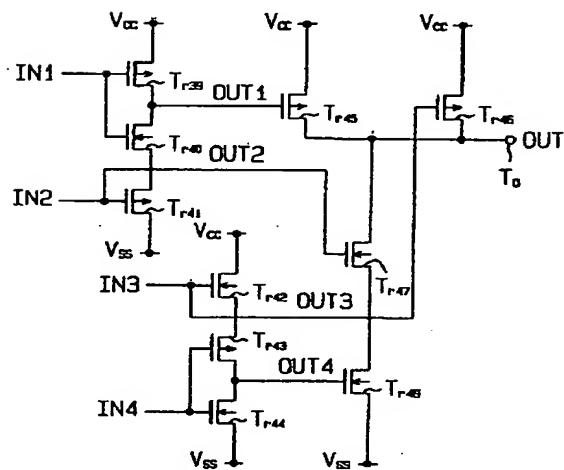 Vcc Vcc Vcc
IN1
Tr39
OUT1
Tr45
Tr46
Tr40
OUT2
OUT
To
IN2
Tr41
Vss
Vcc
Tr47
IN3
Tr42
OUT3
Tr43
OUT4
Tr48
IN4
Tr44
Vss Vss